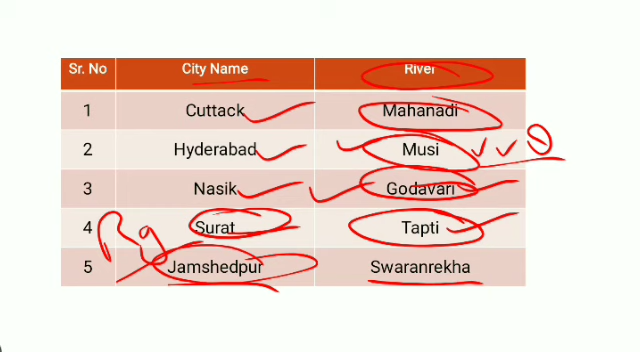 Sr. No City Name River
1 Cuttack Mahanadi
2 Hyderabad Musi
3 Nasik Godavari
4 Surat Tapti
5 Jamshedpur Swaranrekha